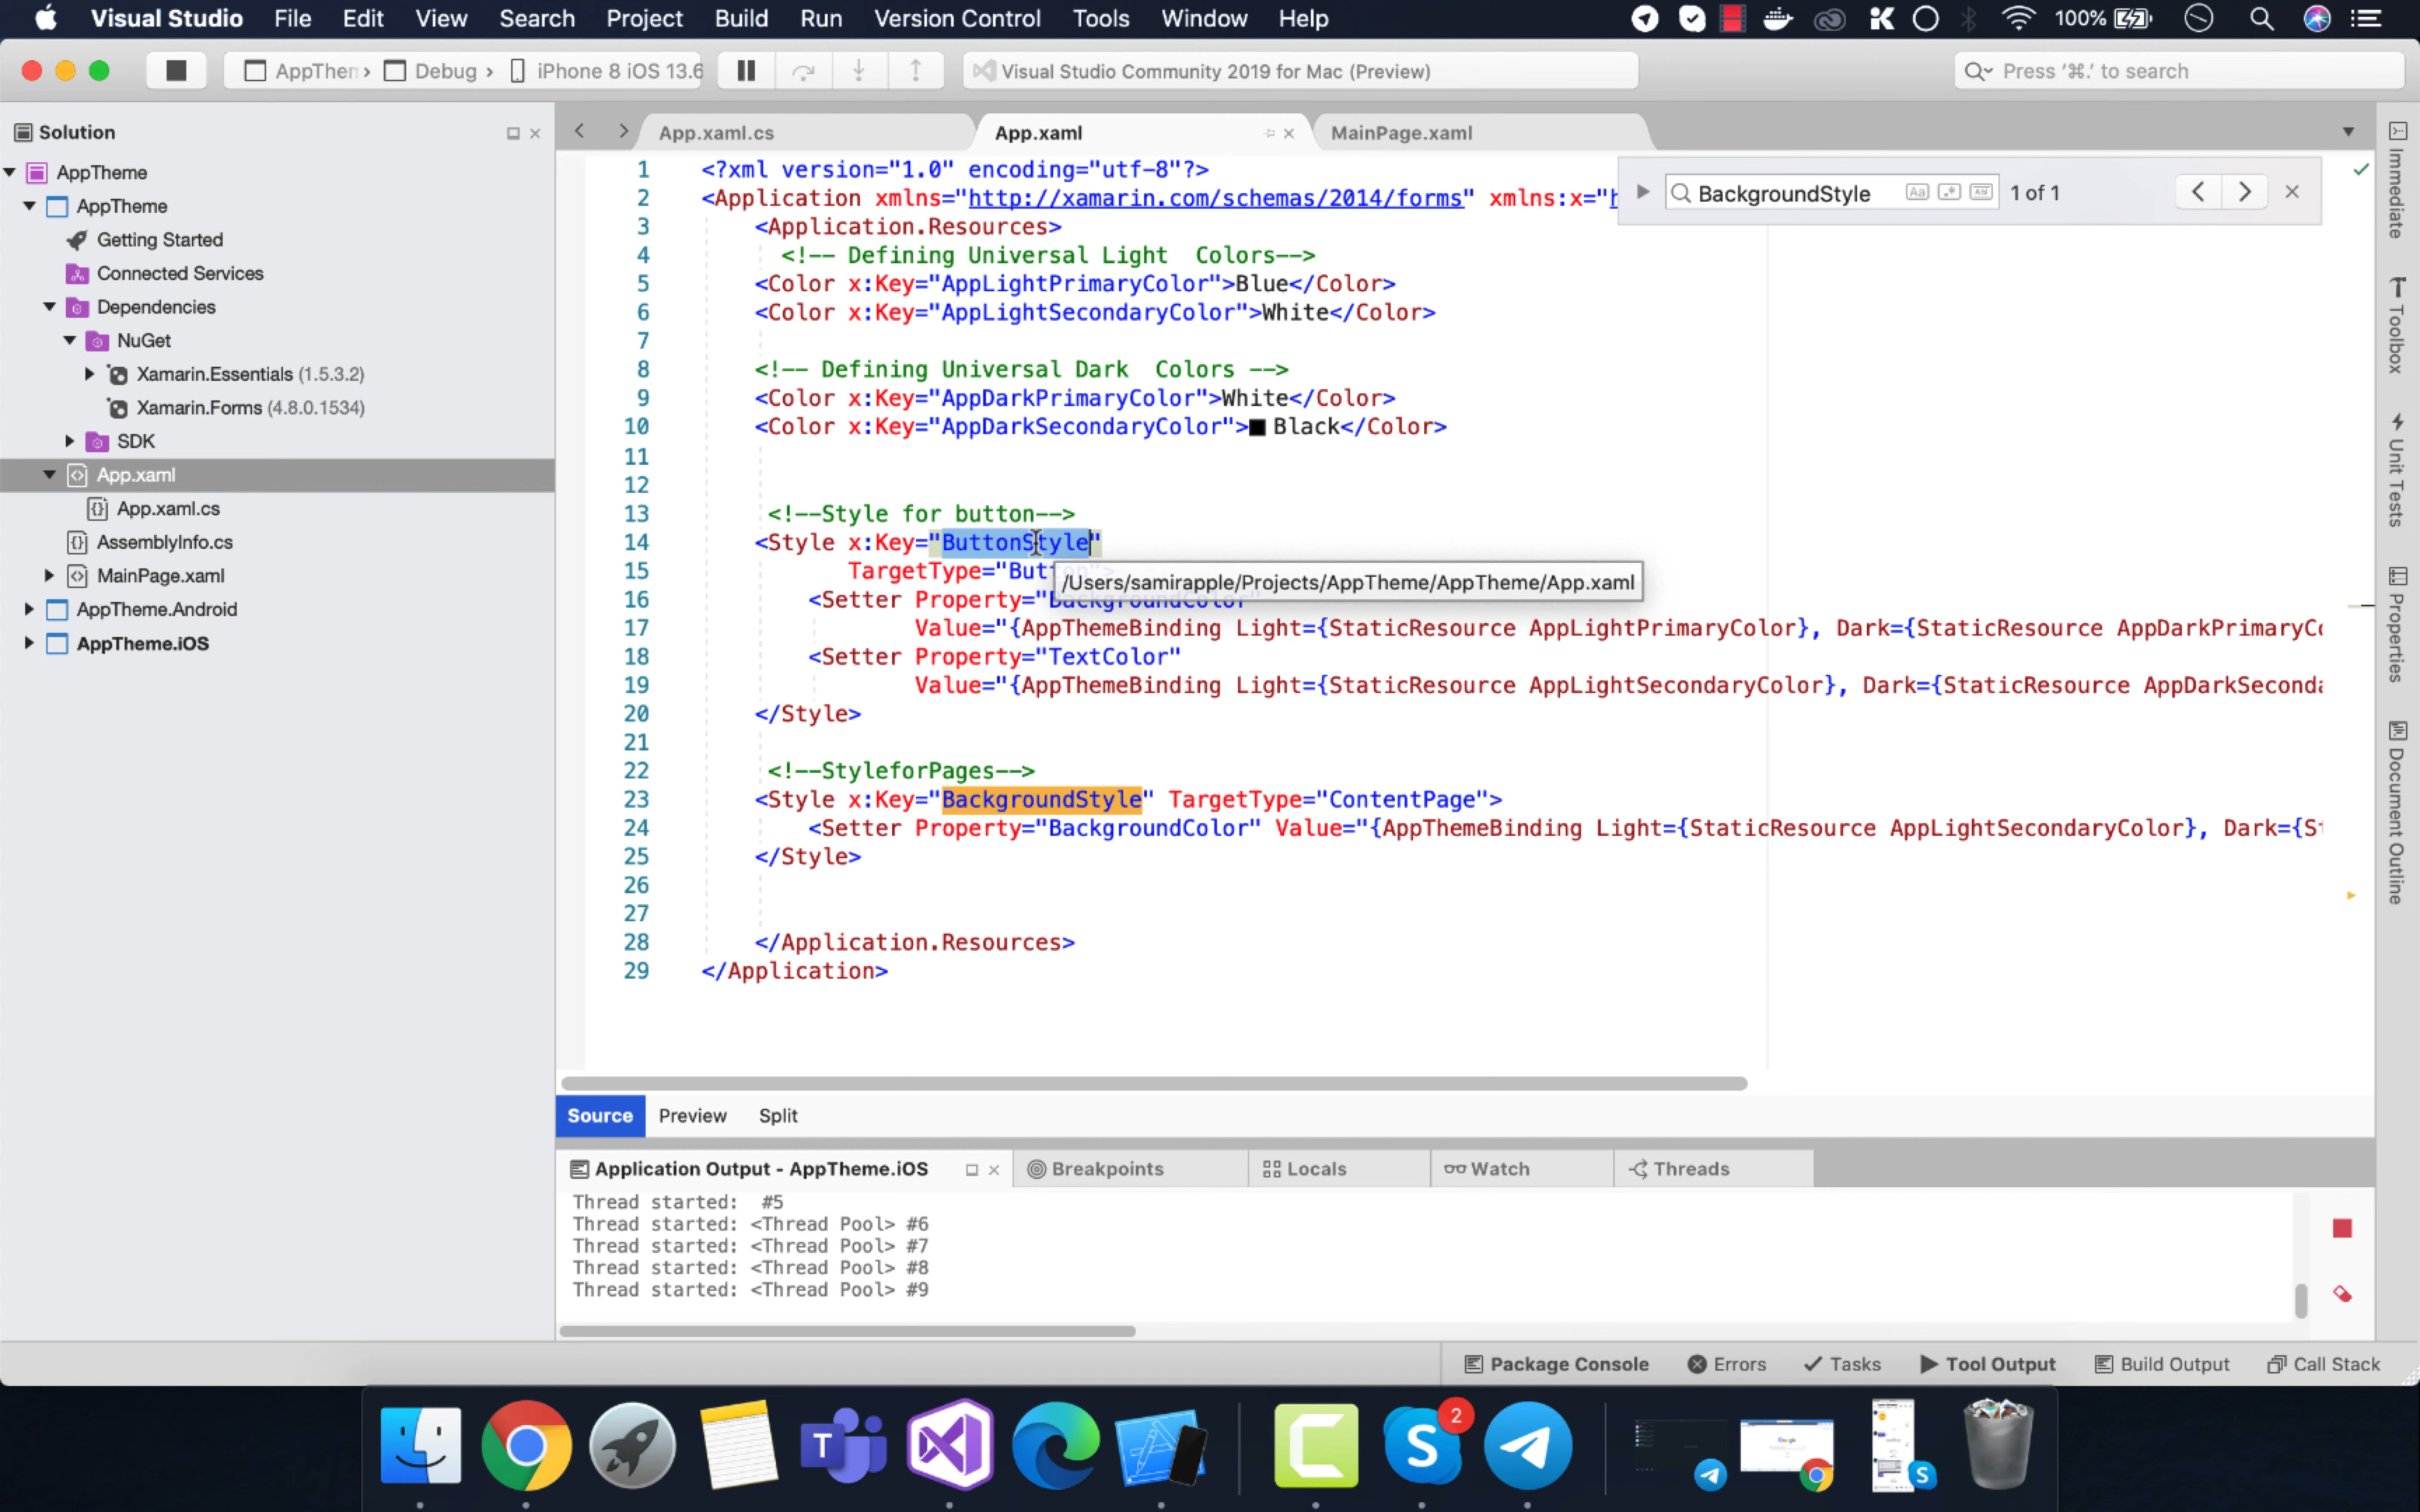 Visual Studio File Edit View Search Project Build Run Version Control Tools Window Help 100%
AppThem › Debug › iPhone 8 iOS 13.6 Visual Studio Community 2019 for Mac (Preview) Press ‘⌘.’ to search
Solution
AppTheme
AppTheme
Getting Started
Connected Services
Dependencies
NuGet
Xamarin.Essentials (1.5.3.2)
Xamarin.Forms (4.8.0.1534)
SDK
App.xaml
App.xaml.cs
AssemblyInfo.cs
MainPage.xaml
AppTheme.Android
AppTheme.iOS
App.xaml.cs App.xaml MainPage.xaml
BackgroundStyle 1 of 1
1 <?xml version="1.0" encoding="utf-8"?>
2 <Application xmlns="http://xamarin.com/schemas/2014/forms" xmlns:x="h
3 <Application.Resources>
4 <!-- Defining Universal Light  Colors-->
5 <Color x:Key="AppLightPrimaryColor">Blue</Color>
6 <Color x:Key="AppLightSecondaryColor">White</Color>
7
8 <!-- Defining Universal Dark  Colors -->
9 <Color x:Key="AppDarkPrimaryColor">White</Color>
10 <Color x:Key="AppDarkSecondaryColor">Black</Color>
11
12
13 <!--Style for button-->
14 <Style x:Key="ButtonStyle"
15 TargetType="But
/Users/samirapple/Projects/AppTheme/AppTheme/App.xaml
16 <Setter Property="BackgroundColor"
17 Value="{AppThemeBinding Light={StaticResource AppLightPrimaryColor}, Dark={StaticResource AppDarkPrimaryCo
18 <Setter Property="TextColor"
19 Value="{AppThemeBinding Light={StaticResource AppLightSecondaryColor}, Dark={StaticResource AppDarkSeconda
20 </Style>
21
22 <!--StyleforPages-->
23 <Style x:Key="BackgroundStyle" TargetType="ContentPage">
24 <Setter Property="BackgroundColor" Value="{AppThemeBinding Light={StaticResource AppLightSecondaryColor}, Dark={St
25 </Style>
26
27
28 </Application.Resources>
29 </Application>
Immediate
Toolbox
Unit Tests
Properties
Document Outline
Source Preview Split
Application Output - AppTheme.iOS Breakpoints Locals Watch Threads
Thread started:  #5
Thread started: <Thread Pool> #6
Thread started: <Thread Pool> #7
Thread started: <Thread Pool> #8
Thread started: <Thread Pool> #9
Package Console Errors Tasks Tool Output Build Output Call Stack
2